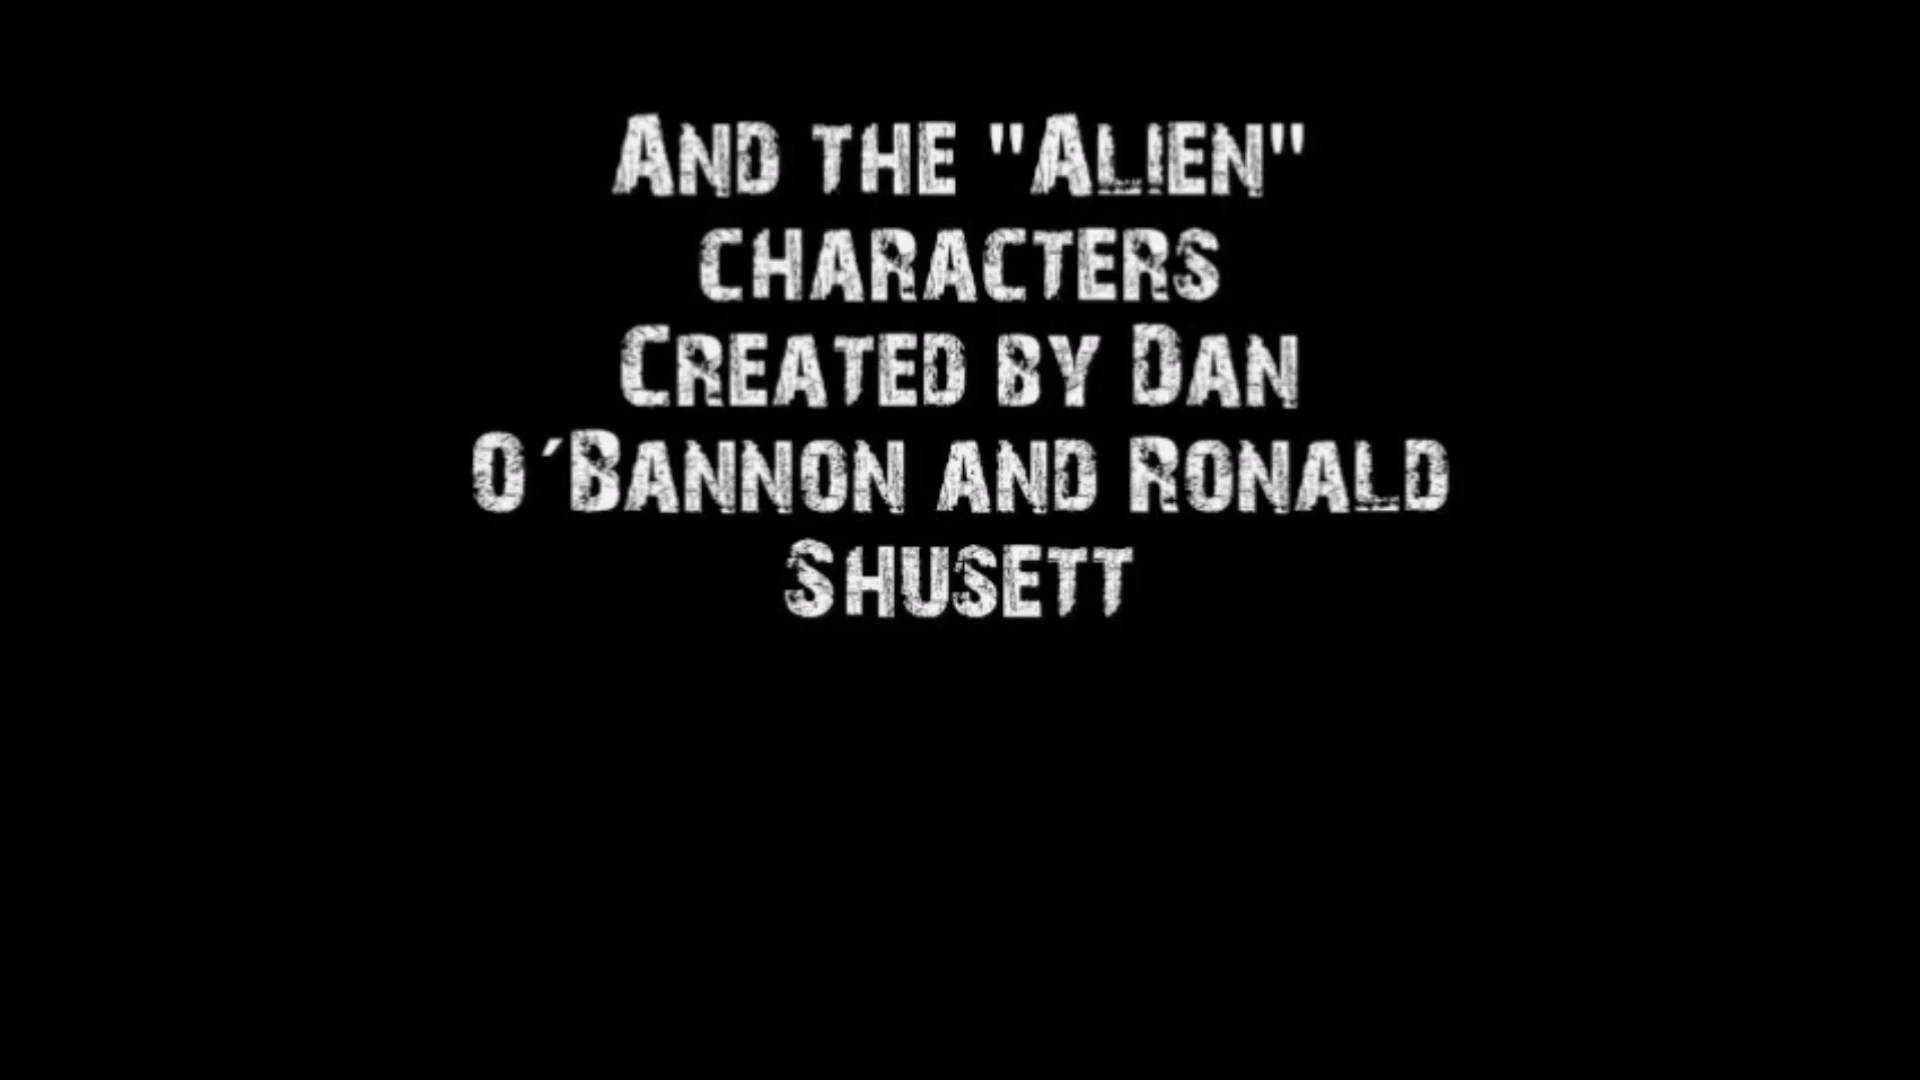 And the "Alien"
characters
Created by Dan
O´Bannon and Ronald
Shusett